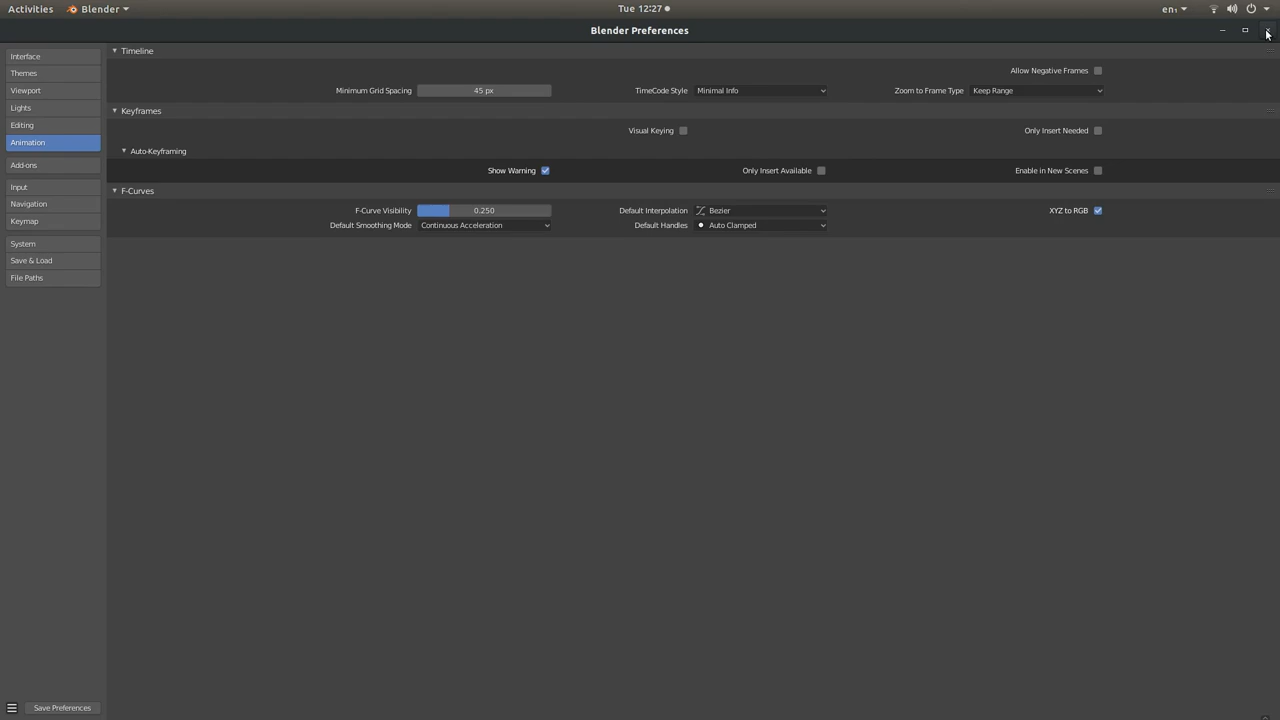 Activities Blender Tue 12:27 en₁
Blender Preferences
Interface
Themes
Viewport
Lights
Editing
Animation
Add-ons
Input
Navigation
Keymap
System
Save & Load
File Paths
Timeline
Allow Negative Frames
Minimum Grid Spacing 45 px TimeCode Style Minimal Info Zoom to Frame Type Keep Range
Keyframes
Visual Keying Only Insert Needed
Auto-Keyframing
Show Warning Only Insert Available Enable in New Scenes
F-Curves
F-Curve Visibility 0.250 Default Interpolation Bezier XYZ to RGB
Default Smoothing Mode Continuous Acceleration Default Handles Auto Clamped
Save Preferences